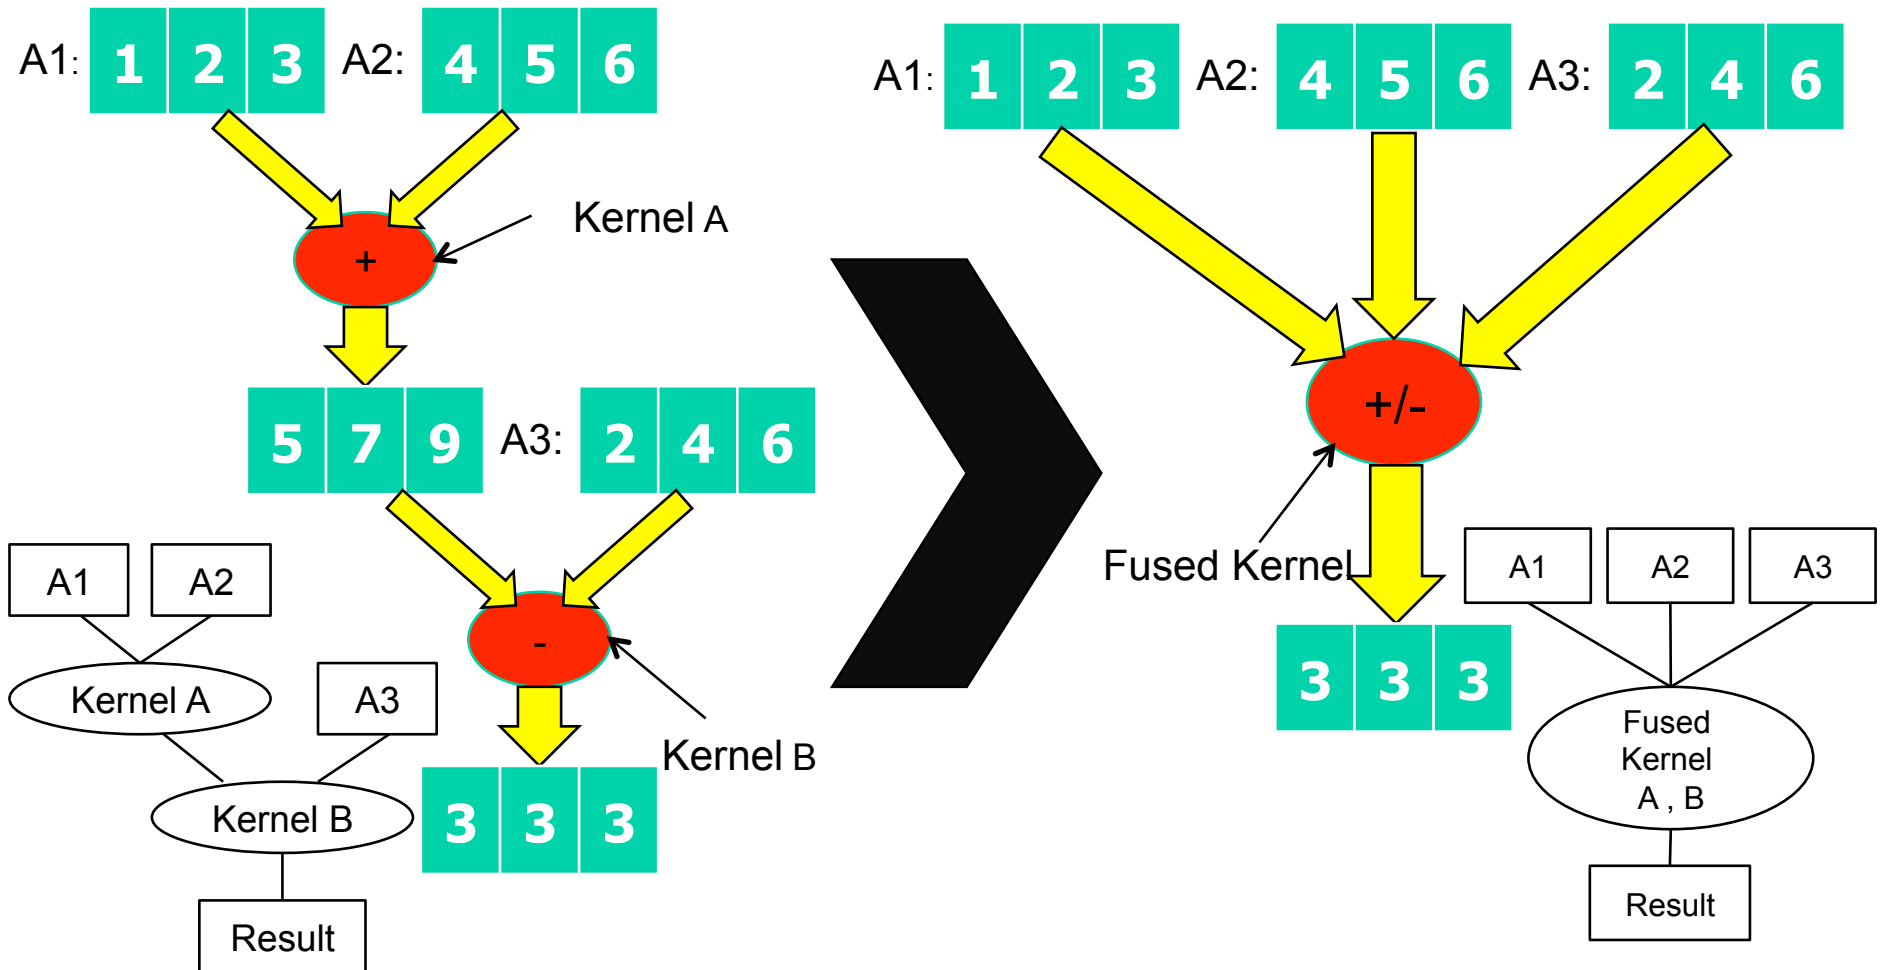 A1: 1 2 3 A2: 4 5 6
Kernel A
+
5 7 9 A3: 2 4 6
-
Kernel B
3 3 3
A1 A2
Kernel A A3
Kernel B
Result
A1: 1 2 3 A2: 4 5 6 A3: 2 4 6
+/-
Fused Kernel
3 3 3
A1 A2 A3
Fused
Kernel
A , B
Result